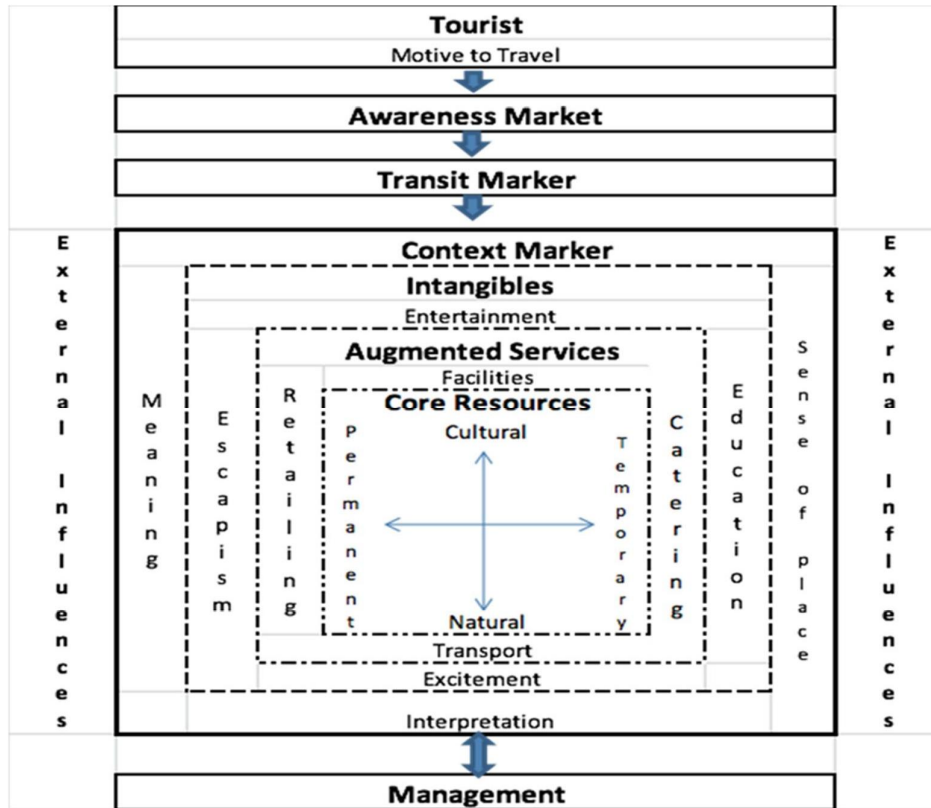 Tourist
Motive to Travel
Awareness Market
Transit Marker
External Influences
Context Marker
Intangibles
Entertainment
Augmented Services
Facilities
Core Resources
Cultural
Meaning
Escapism
Retailing
Permanent
Temporary
Catering
Education
Sense of place
External Influences
Natural
Transport
Excitement
Interpretation
Management